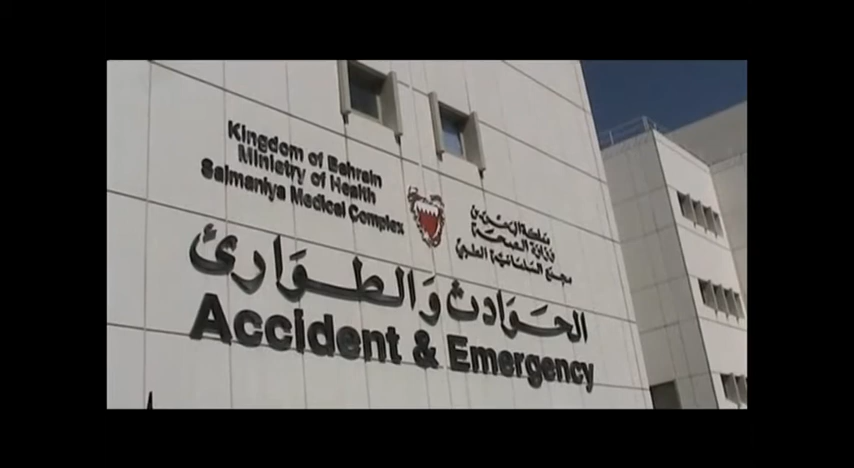 Kingdom of Bahrain
Ministry of Health
Salmaniya Medical Complex
مملكة البحرين
وزارة الصحة
مجمع السلمانية الطبي
الحوادث والطوارئ
Accident & Emergency